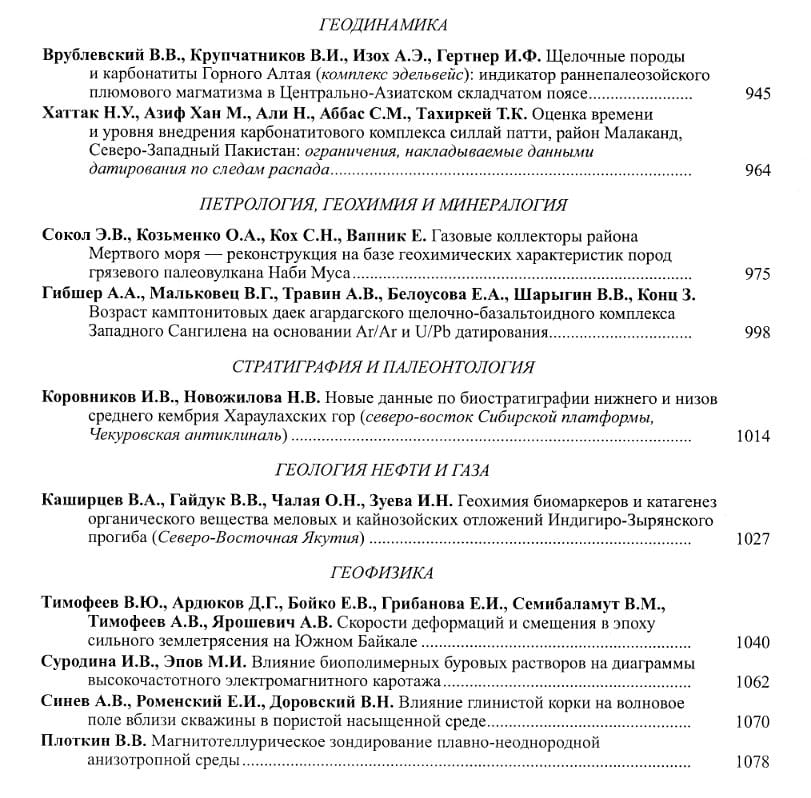 ГЕОДИНАМИКА
Врублевский В.В., Крупчатников В.И., Изох А.Э., Гертнер И.Ф. Щелочные породы
и карбонатиты Горного Алтая (комплекс эдельвейс): индикатор раннепалеозойского
плюмового магматизма в Центрально-Азиатском складчатом поясе........................ 945
Хаттак Н.У., Азиф Хан М., Али Н., Аббас С.М., Тахиркей Т.К. Оценка времени
и уровня внедрения карбонатитового комплекса силлай патти, район Малаканд,
Северо-Западный Пакистан: ограничения, накладываемые данными
датирования по следам распада........................................................................ 964
ПЕТРОЛОГИЯ, ГЕОХИМИЯ И МИНЕРАЛОГИЯ
Сокол Э.В., Козьменко О.А., Кох С.Н., Вапник Е. Газовые коллекторы района
Мертвого моря — реконструкция на базе геохимических характеристик пород
грязевого палеовулкана Наби Муса.................................................................... 975
Гибшер А.А., Мальковец В.Г., Травин А.В., Белоусова Е.А., Шарыгин В.В., Конц З.
Возраст камптонитовых даек агардагского щелочно-базальтоидного комплекса
Западного Сангилена на основании Ar/Ar и U/Pb датирования............................ 998
СТРАТИГРАФИЯ И ПАЛЕОНТОЛОГИЯ
Коровников И.В., Новожилова Н.В. Новые данные по биостратиграфии нижнего и низов
среднего кембрия Хараулахских гор (северо-восток Сибирской платформы,
Чекуровская антиклиналь) ................................................................................ 1014
ГЕОЛОГИЯ НЕФТИ И ГАЗА
Каширцев В.А., Гайдук В.В., Чалая О.Н., Зуева И.Н. Геохимия биомаркеров и катагенез
органического вещества меловых и кайнозойских отложений Индигиро-Зырянского
прогиба (Северо-Восточная Якутия) ................................................................. 1027
ГЕОФИЗИКА
Тимофеев В.Ю., Ардюков Д.Г., Бойко Е.В., Грибанова Е.И., Семибаламут В.М.,
Тимофеев А.В., Ярошевич А.В. Скорости деформаций и смещения в эпоху
сильного землетрясения на Южном Байкале ...................................................... 1040
Суродина И.В., Эпов М.И. Влияние биополимерных буровых растворов на диаграммы
высокочастотного электромагнитного каротажа.................................................. 1062
Синев А.В., Роменский Е.И., Доровский В.Н. Влияние глинистой корки на волновое
поле вблизи скважины в пористой насыщенной среде.......................................... 1070
Плоткин В.В. Магнитотеллурическое зондирование плавно-неоднородной
анизотропной среды.......................................................................................... 1078